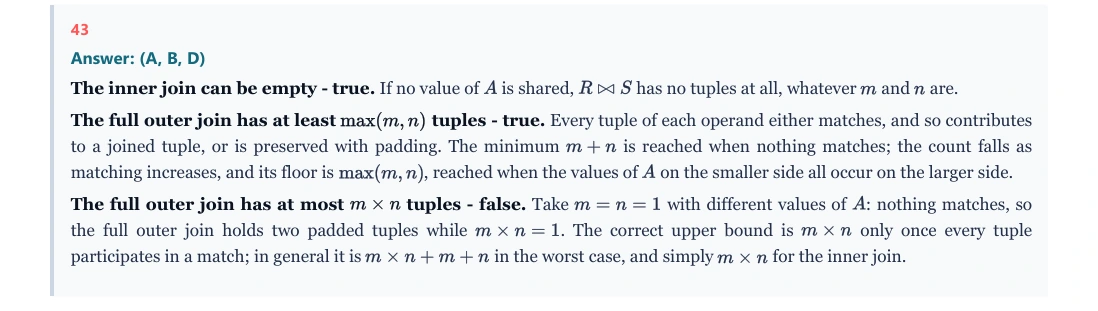 43
Answer: (A, B, D)
The inner join can be empty - true. If no value of A is shared, R ⋈ S has no tuples at all, whatever m and n are.
The full outer join has at least max(m, n) tuples - true. Every tuple of each operand either matches, and so contributes
to a joined tuple, or is preserved with padding. The minimum m + n is reached when nothing matches; the count falls as
matching increases, and its floor is max(m, n), reached when the values of A on the smaller side all occur on the larger side.
The full outer join has at most m × n tuples - false. Take m = n = 1 with different values of A: nothing matches, so
the full outer join holds two padded tuples while m × n = 1. The correct upper bound is m × n only once every tuple
participates in a match; in general it is m × n + m + n in the worst case, and simply m × n for the inner join.